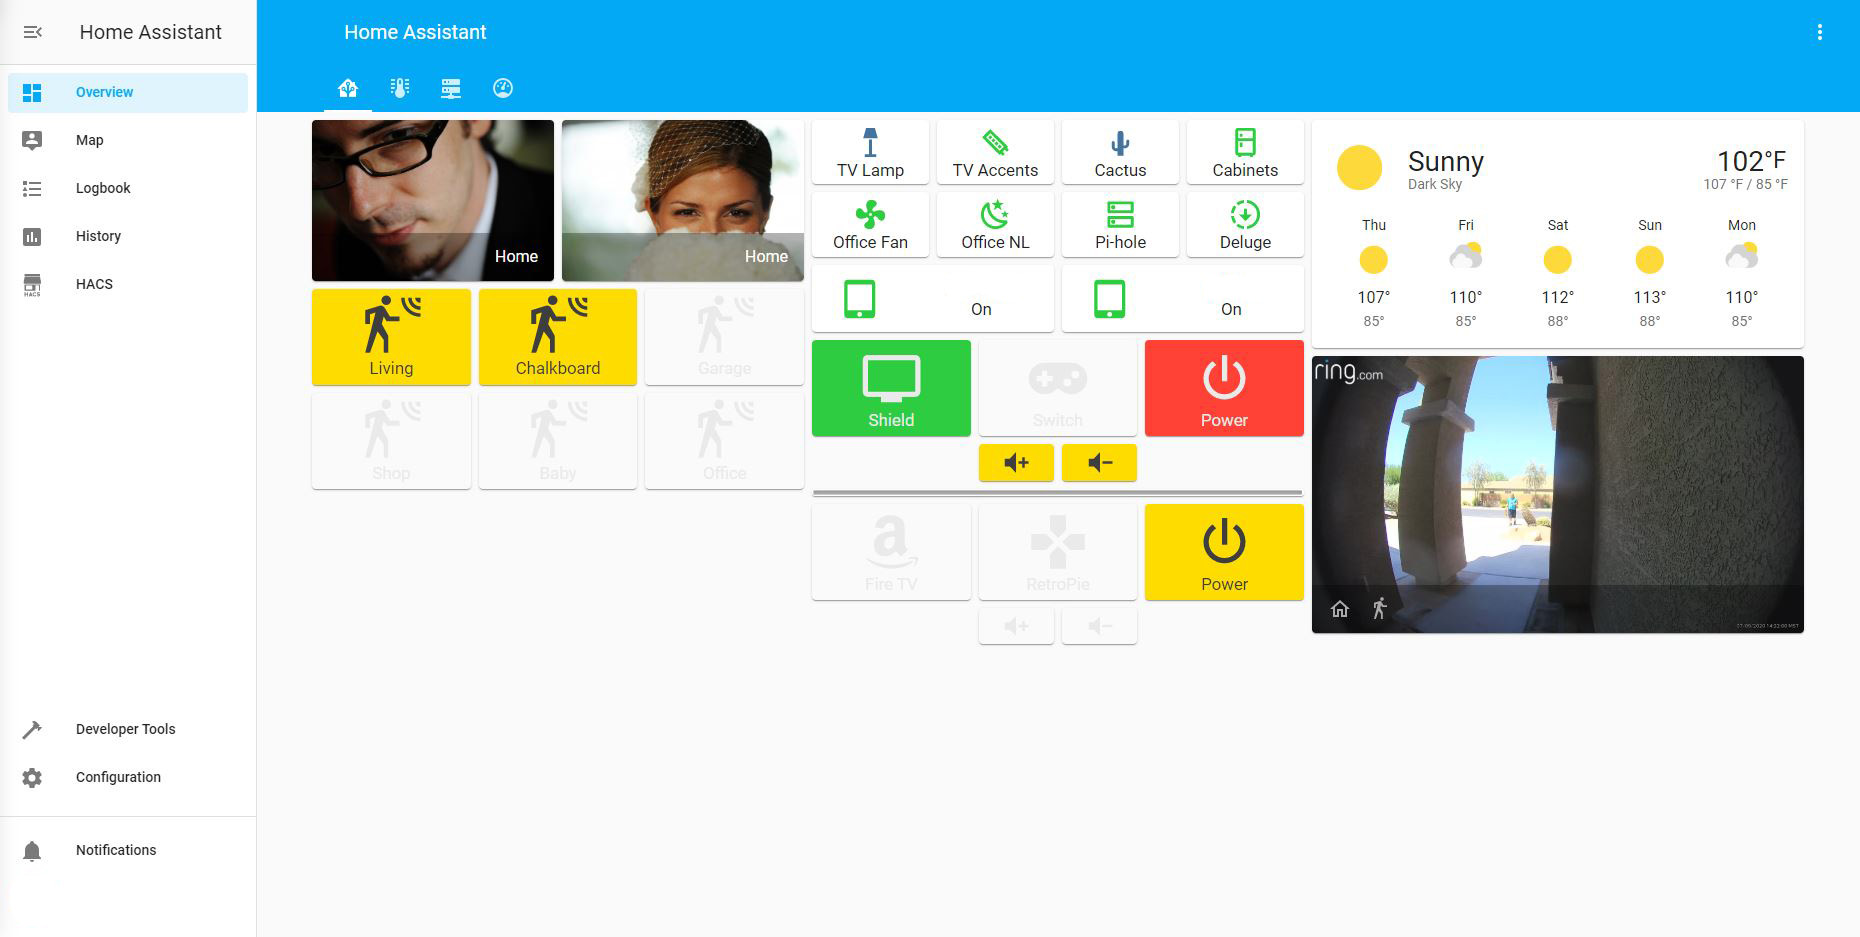 Home Assistant
Overview
Map
Logbook
History
HACS
HACS
Developer Tools
Configuration
Notifications
Home Assistant
Home
Home
Living
Chalkboard
Garage
Shop
Baby
Office
TV Lamp
TV Accents
Cactus
Cabinets
Office Fan
Office NL
Pi-hole
Deluge
On
On
Shield
Switch
Power
Fire TV
RetroPie
Power
Sunny
Dark Sky
102°F
107 °F / 85 °F
Thu
Fri
Sat
Sun
Mon
107°
110°
112°
113°
110°
85°
85°
88°
88°
85°
ring.com